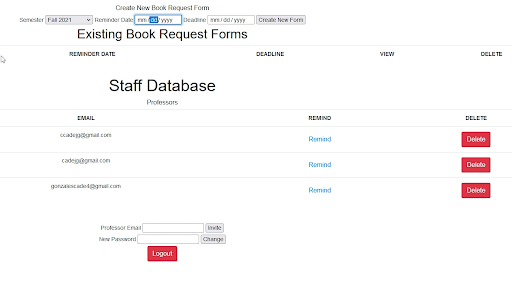 Create New Book Request Form
Semester Fall 2021 Reminder Date mm / dd / yyyy Deadline mm / dd / yyyy Create New Form
Existing Book Request Forms
REMINDER DATE DEADLINE VIEW DELETE
Staff Database
Professors
EMAIL REMIND DELETE
ccadejg@gmail.com Remind Delete
cadejg@gmail.com Remind Delete
gonzalescade4@gmail.com Remind Delete
Professor Email Invite
New Password Change
Logout